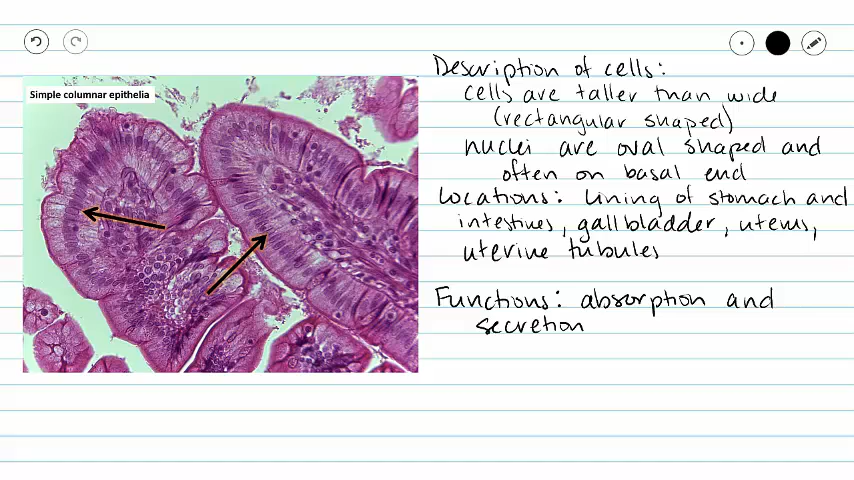 Simple columnar epithelia
Description of cells:
cells are taller than wide
(rectangular shaped)
nuclei are oval shaped and
often on basal end
Locations: lining of stomach and
intestines, gallbladder, uterus,
uterine tubules
Functions: absorption and
secretion